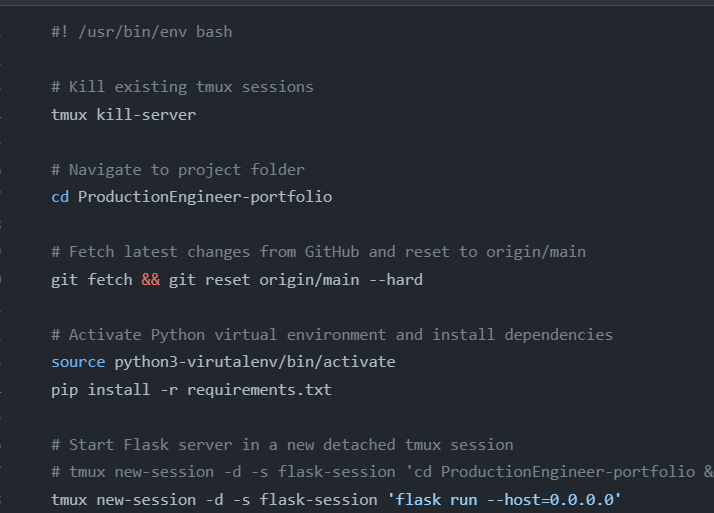 #! /usr/bin/env bash
# Kill existing tmux sessions
tmux kill-server
# Navigate to project folder
cd ProductionEngineer-portfolio
# Fetch latest changes from GitHub and reset to origin/main
git fetch && git reset origin/main --hard
# Activate Python virtual environment and install dependencies
source python3-virutalenv/bin/activate
pip install -r requirements.txt
# Start Flask server in a new detached tmux session
# tmux new-session -d -s flask-session 'cd ProductionEngineer-portfolio &
tmux new-session -d -s flask-session 'flask run --host=0.0.0.0'